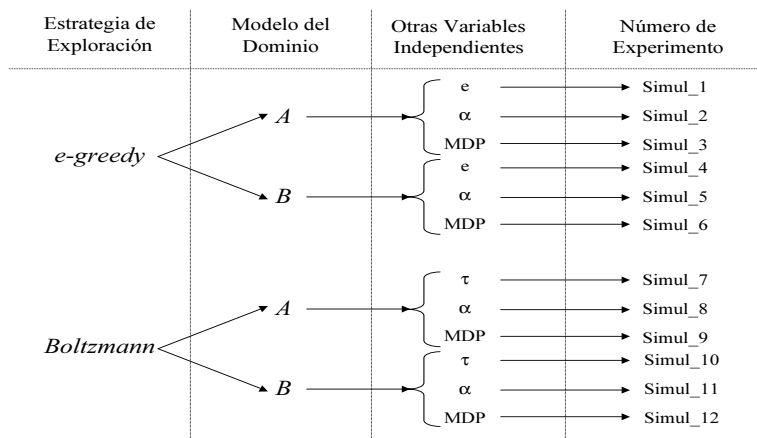 Estrategia de Exploración
Modelo del Dominio
Otras Variables Independientes
Número de Experimento
e-greedy
A
e
Simul_1
α
Simul_2
MDP
Simul_3
B
e
Simul_4
α
Simul_5
MDP
Simul_6
Boltzmann
A
τ
Simul_7
α
Simul_8
MDP
Simul_9
B
τ
Simul_10
α
Simul_11
MDP
Simul_12